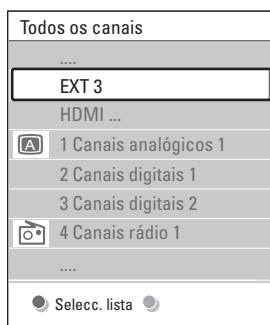 Todos os canais
....
EXT 3
HDMI ...
A 1 Canais analógicos 1
2 Canais digitais 1
3 Canais digitais 2
4 Canais rádio 1
....
Selecc. lista